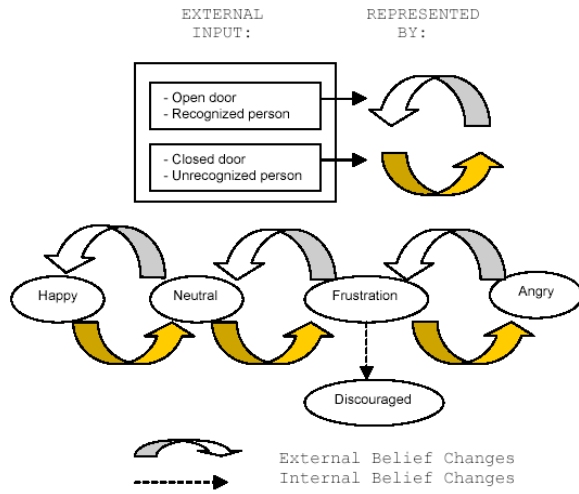 EXTERNAL
INPUT:
REPRESENTED
BY:
- Open door
- Recognized person
- Closed door
- Unrecognized person
Happy
Neutral
Frustration
Angry
Discouraged
External Belief Changes
Internal Belief Changes